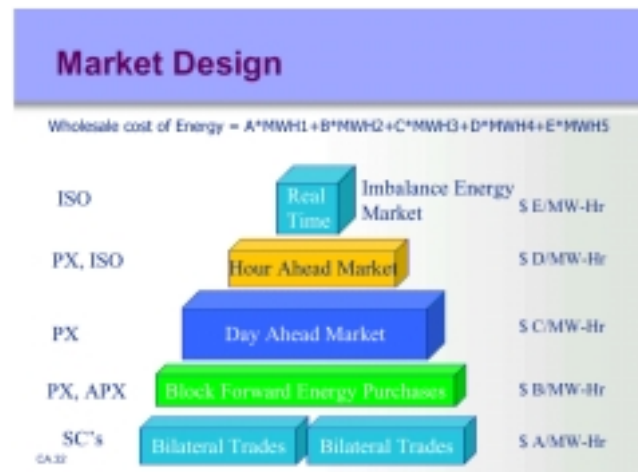 Market Design
Wholesale cost of Energy = A*MWH1+B*MWH2+C*MWH3+D*MWH4+E*MWH5
ISO
Real
Time
Imbalance Energy
Market
$ E/MW-Hr
PX, ISO
Hour Ahead Market
$ D/MW-Hr
PX
Day Ahead Market
$ C/MW-Hr
PX, APX
Block Forward Energy Purchases
$ B/MW-Hr
SC"s
Bilateral Trades
Bilateral Trades
$ A/MW-Hr
CA.32